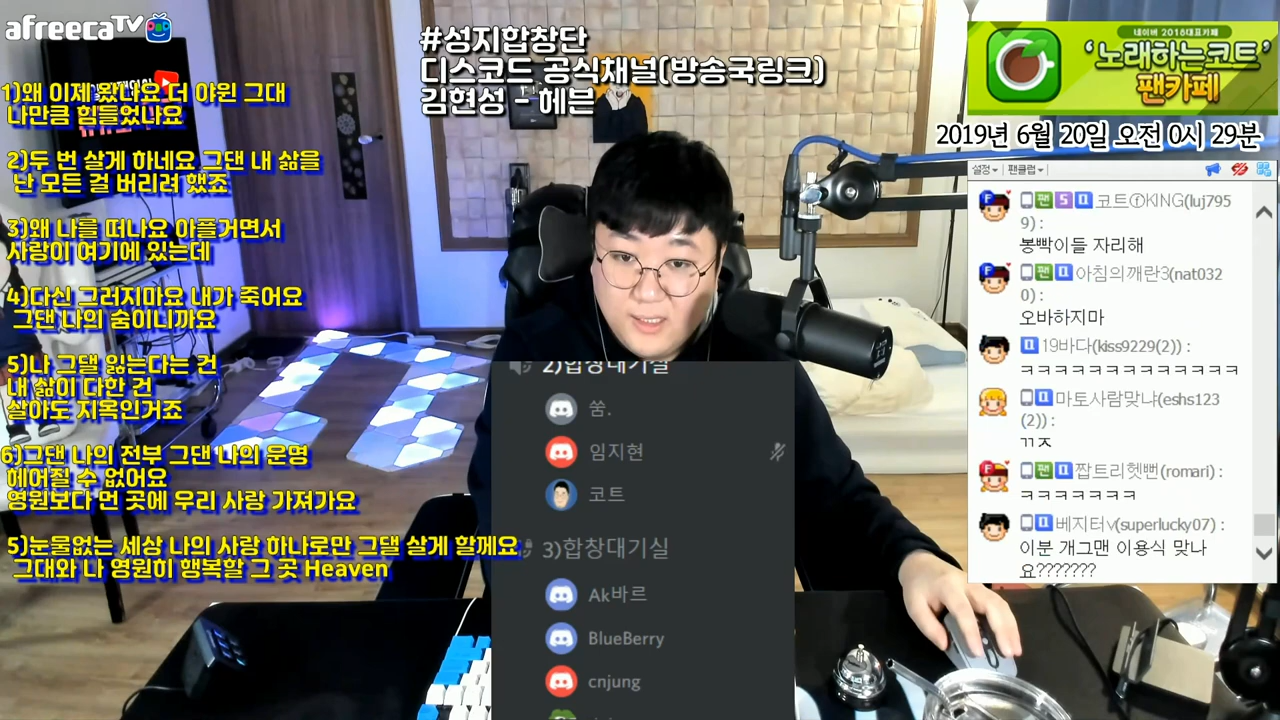 afreecaTV
#성지합창단
디스코드 공식채널(방송국링크)
김현성 - 헤븐
1)왜 이제 왔나요 더 야윈 그대
나만큼 힘들었나요
2)두 번 살게 하네요 그댄 내 삶을
난 모든 걸 버리려 했죠
3)왜 나를 떠나요 아플거면서
사랑이 여기에 있는데
4)다신 그러지마요 내가 죽어요
그댄 나의 숨이니까요
5)나 그댈 잃는다는 건
내 삶이 다한 건
살아도 지옥인거죠
6)그댄 나의 전부 그댄 나의 운명
헤어질 수 없어요
영원보다 먼 곳에 우리 사랑 가져가요
5)눈물없는 세상 나의 사랑 하나로만 그댈 살게 할께요
그대와 나 영원히 행복할 그 곳 Heaven
2)합창대기실
쏨.
임지현
코트
3)합창대기실
Ak바르
BlueBerry
cnjung
네이버 2016대표카페
'노래하는코트'
팬카페
2019년 6월 20일 오전 0시 29분
설정 팬클럽
팬 S 코트ⓕKING(luj795
9) :
봉빡이들 자리해
팬 아침의깨란3(nat032
0) :
오바하지마
19바다(kiss9229(2)) :
ㅋㅋㅋㅋㅋㅋㅋㅋㅋㅋㅋㅋㅋ
마토사람맞냐(eshs123
(2)) :
ㄲㅈ
팬 짭트리헷뻔(romari) :
ㅋㅋㅋㅋㅋㅋㅋ
베지터v(superlucky07) :
이분 개그맨 이용식 맞나
요???????